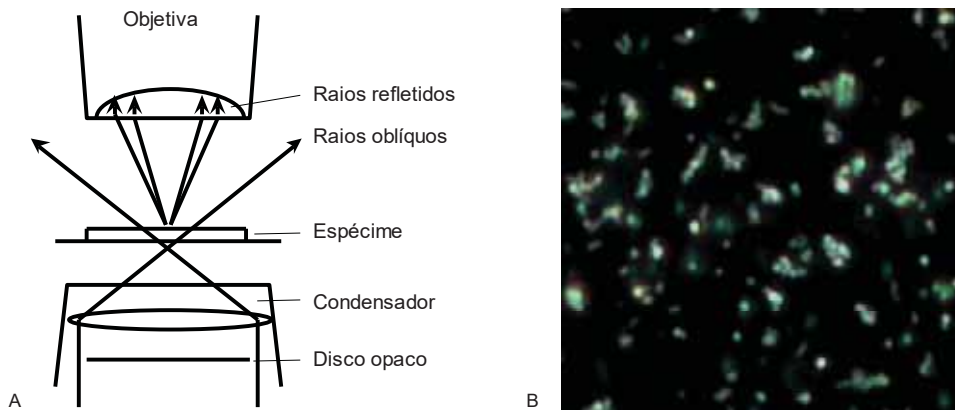 Objetiva
Raios refletidos
Raios oblíquos
Espécime
Condensador
Disco opaco
A
B